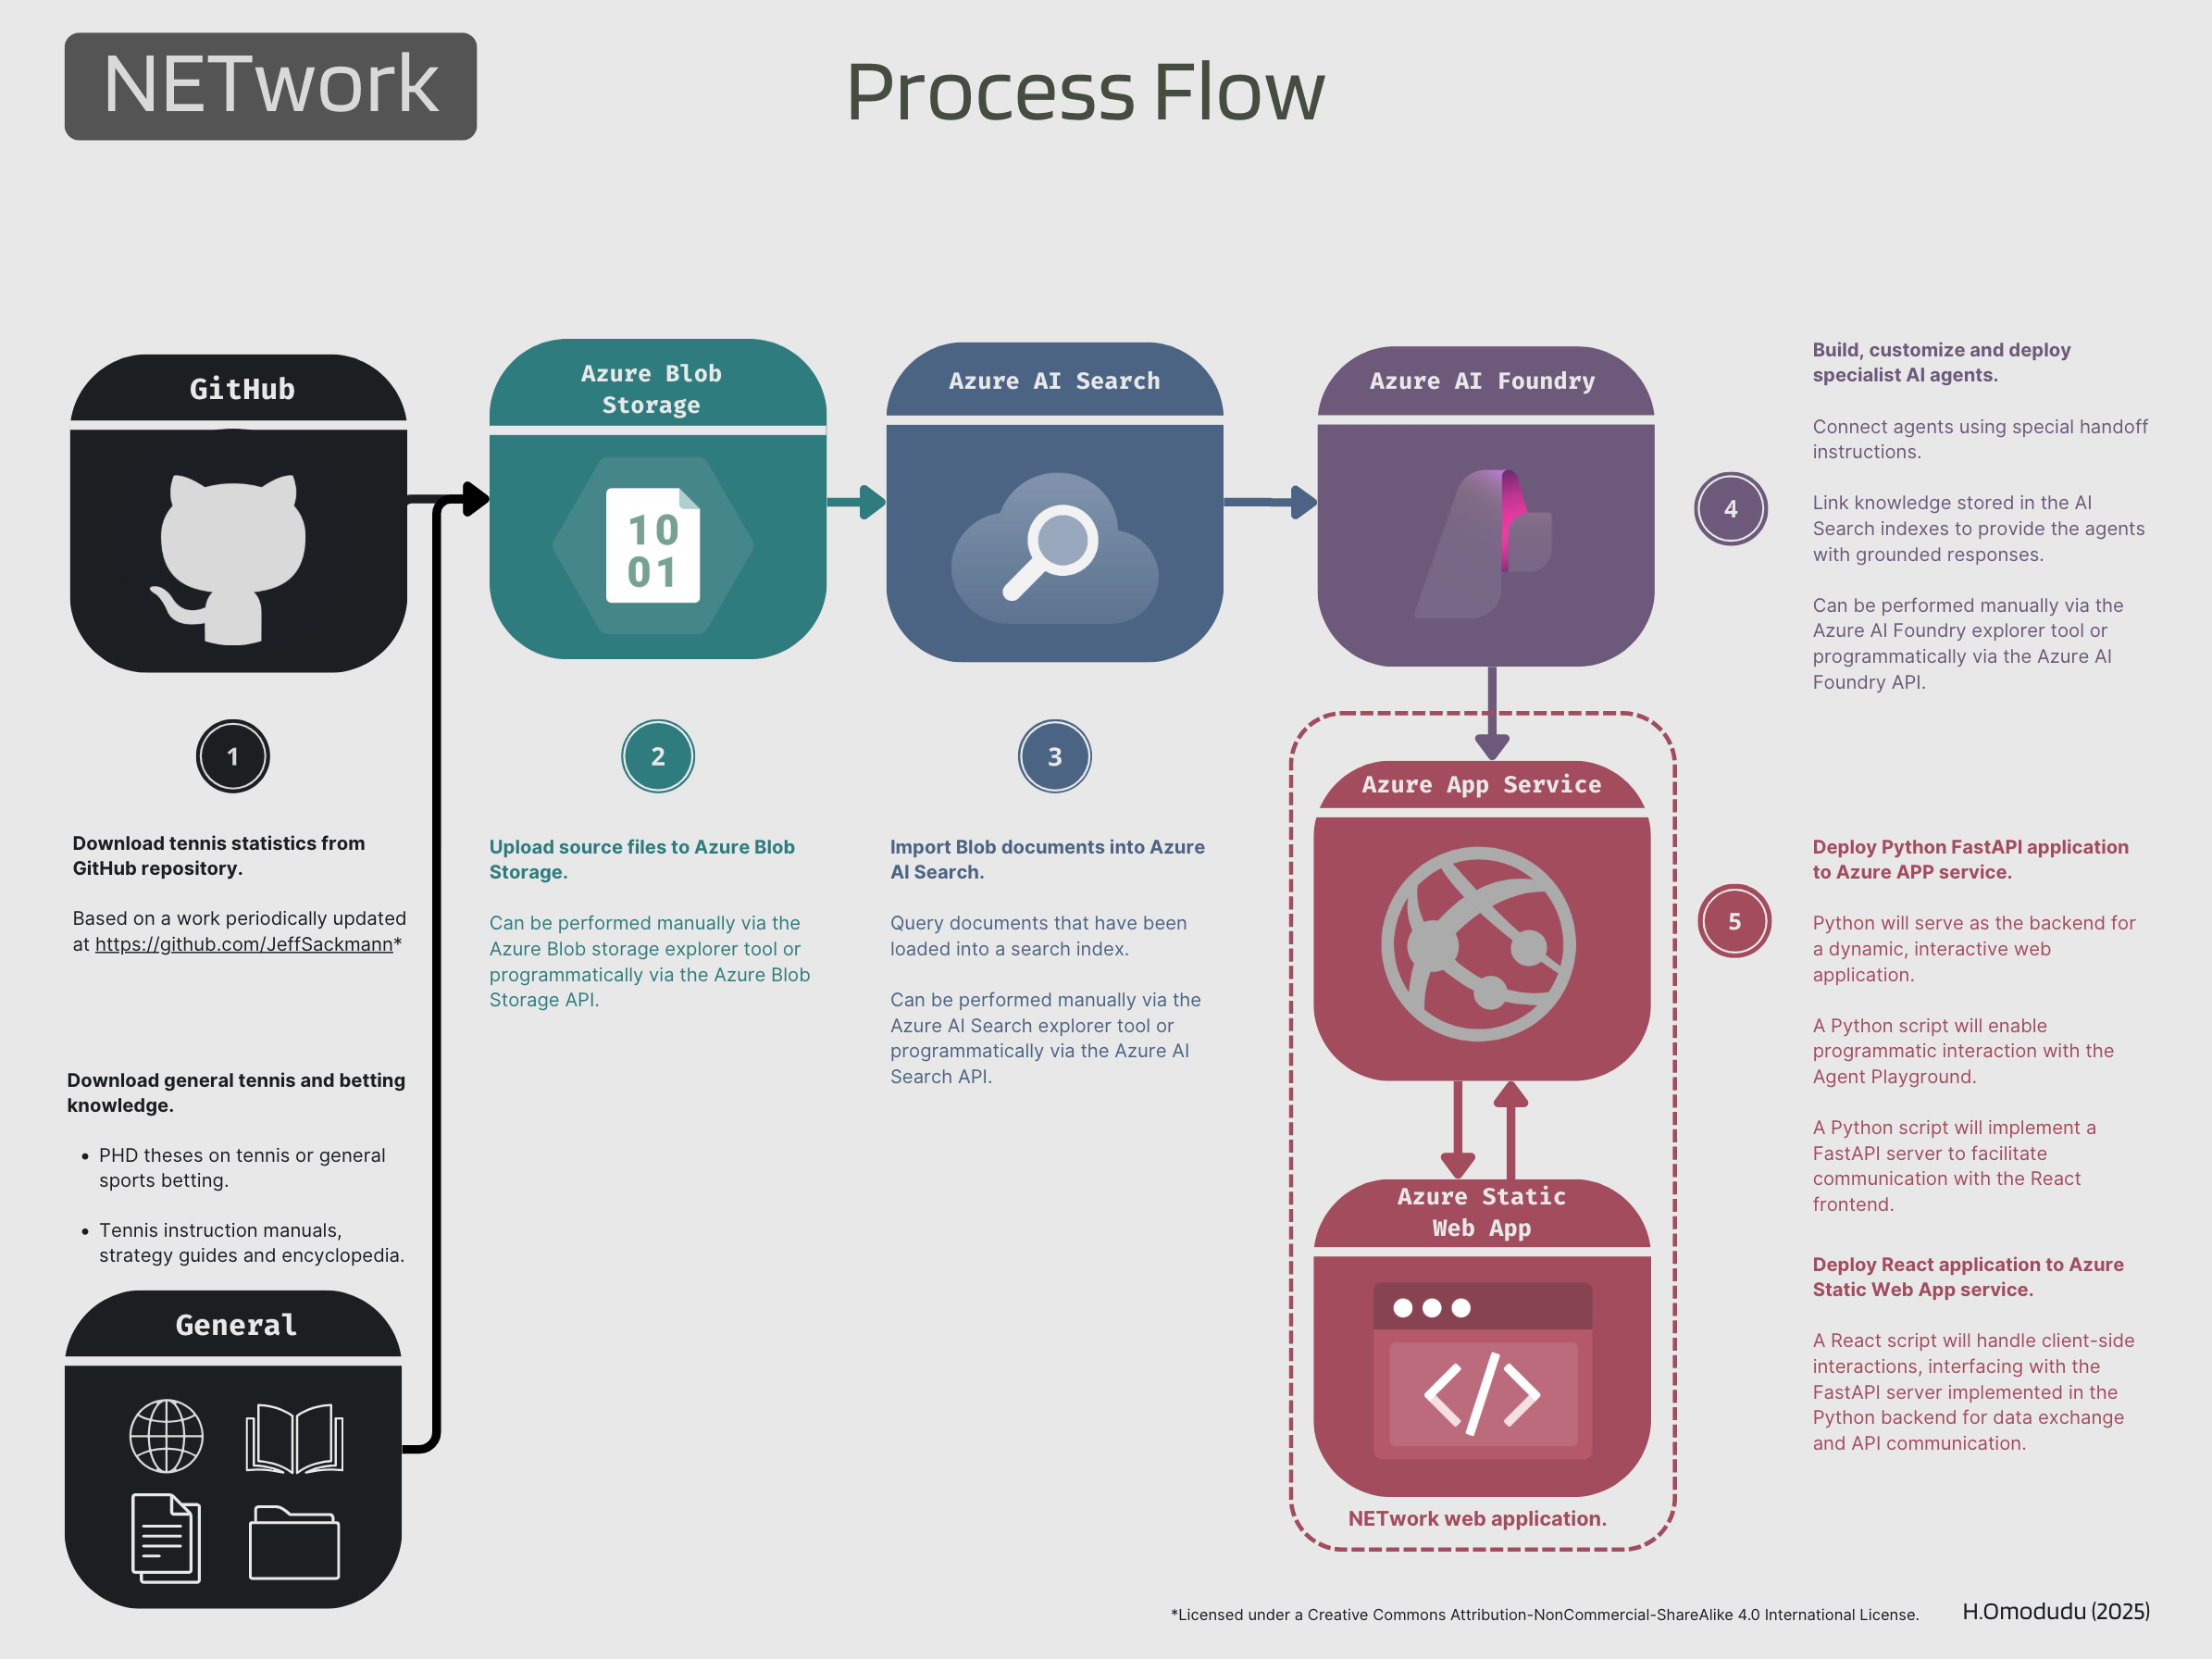 NETwork
Process Flow
GitHub
1
Download tennis statistics from
GitHub repository.
Based on a work periodically updated
at https://github.com/JeffSackmann*
Download general tennis and betting
knowledge.
• PHD theses on tennis or general
sports betting.
• Tennis instruction manuals,
strategy guides and encyclopedia.
General
Azure Blob
Storage
10
01
2
Upload source files to Azure Blob
Storage.
Can be performed manually via the
Azure Blob storage explorer tool or
programmatically via the Azure Blob
Storage API.
Azure AI Search
3
Import Blob documents into Azure
AI Search.
Query documents that have been
loaded into a search index.
Can be performed manually via the
Azure AI Search explorer tool or
programmatically via the Azure AI
Search API.
Azure AI Foundry
4
Build, customize and deploy
specialist AI agents.
Connect agents using special handoff
instructions.
Link knowledge stored in the AI
Search indexes to provide the agents
with grounded responses.
Can be performed manually via the
Azure AI Foundry explorer tool or
programmatically via the Azure AI
Foundry API.
Azure App Service
5
Deploy Python FastAPI application
to Azure APP service.
Python will serve as the backend for
a dynamic, interactive web
application.
A Python script will enable
programmatic interaction with the
Agent Playground.
A Python script will implement a
FastAPI server to facilitate
communication with the React
frontend.
Azure Static
Web App
</>
NETwork web application.
Deploy React application to Azure
Static Web App service.
A React script will handle client-side
interactions, interfacing with the
FastAPI server implemented in the
Python backend for data exchange
and API communication.
*Licensed under a Creative Commons Attribution-NonCommercial-ShareAlike 4.0 International License.
H.Omodudu (2025)